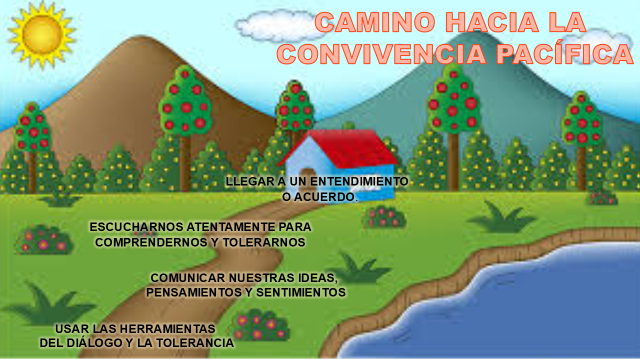 CAMINO HACIA LA
CONVIVENCIA PACÍFICA
LLEGAR A UN ENTENDIMIENTO
O ACUERDO.
ESCUCHARNOS ATENTAMENTE PARA
COMPRENDERNOS Y TOLERARNOS
COMUNICAR NUESTRAS IDEAS,
PENSAMIENTOS Y SENTIMIENTOS
USAR LAS HERRAMIENTAS
DEL DIÁLOGO Y LA TOLERANCIA